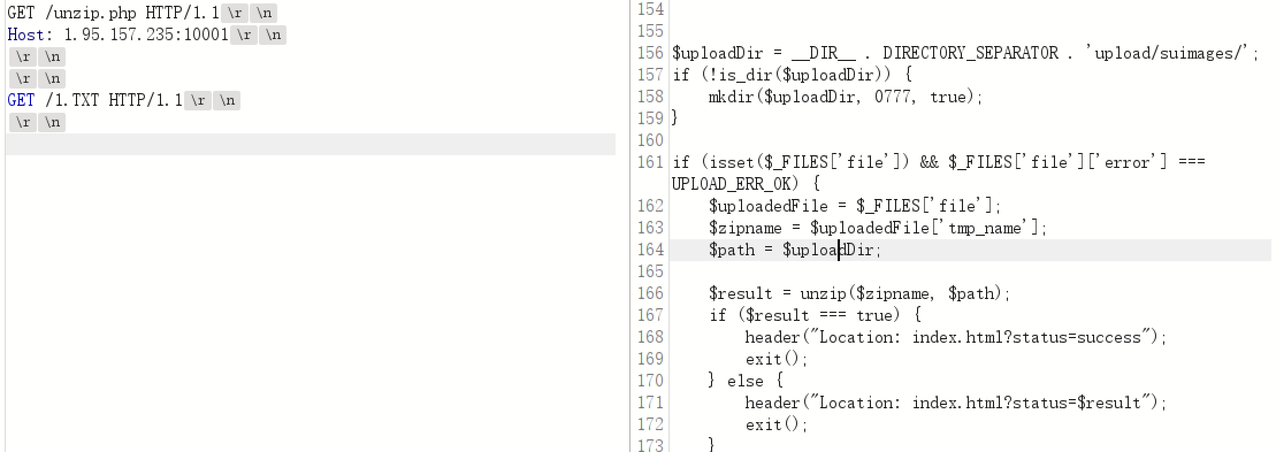 GET /unzip.php HTTP/1.1\r \n
Host: 1.95.157.235:10001\r \n
\r \n
\r \n
GET /1.TXT HTTP/1.1\r \n
\r \n
154
155
156 $uploadDir = __DIR__ . DIRECTORY_SEPARATOR . 'upload/suimages/';
157 if (!is_dir($uploadDir)) {
158     mkdir($uploadDir, 0777, true);
159 }
160
161 if (isset($_FILES['file']) && $_FILES['file']['error'] ===
UPLOAD_ERR_OK) {
162     $uploadedFile = $_FILES['file'];
163     $zipname = $uploadedFile['tmp_name'];
164     $path = $uploadDir;
165
166     $result = unzip($zipname, $path);
167     if ($result === true) {
168         header("Location: index.html?status=success");
169         exit();
170     } else {
171         header("Location: index.html?status=$result");
172         exit();
173     }